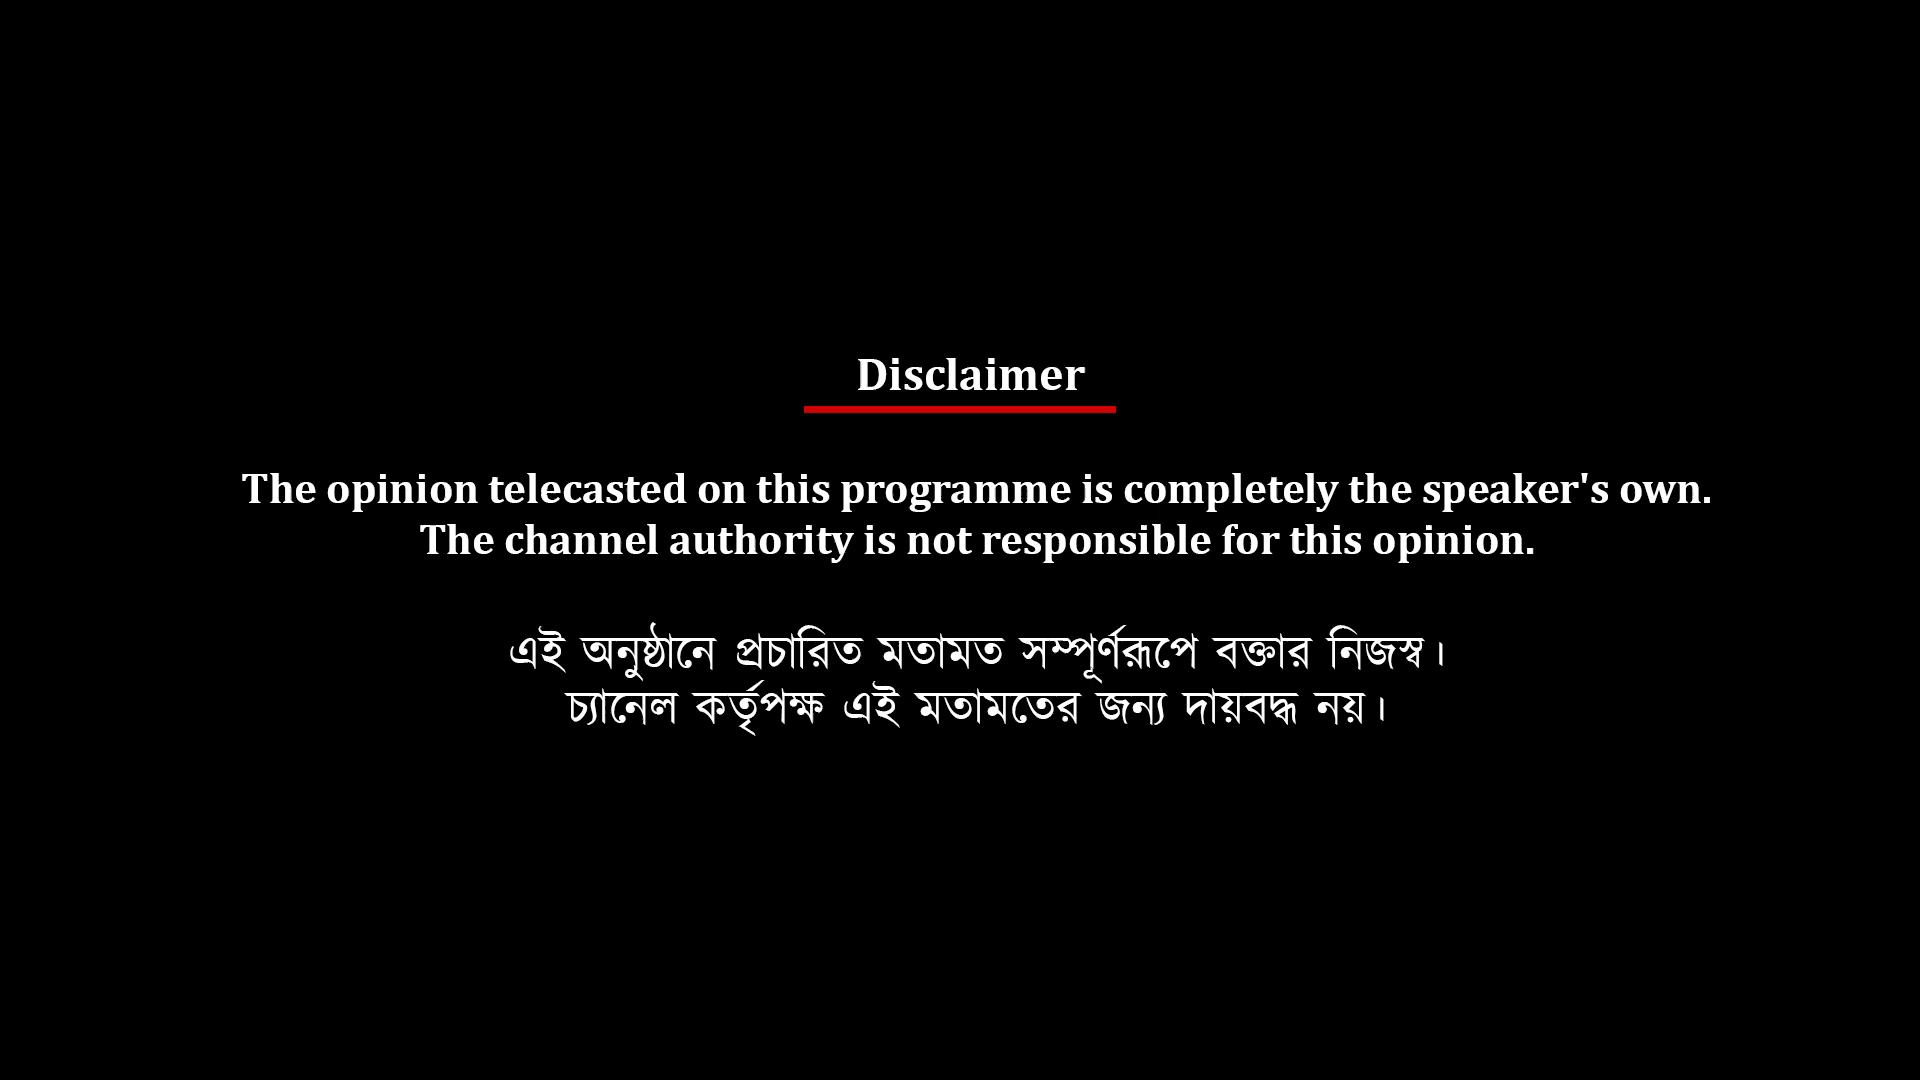 Disclaimer
The opinion telecasted on this programme is completely the speaker's own.
The channel authority is not responsible for this opinion.
এই অনুষ্ঠানে প্রচারিত মতামত সম্পূর্ণরূপে বক্তার নিজস্ব।
চ্যানেল কর্তৃপক্ষ এই মতামতের জন্য দায়বদ্ধ নয়।